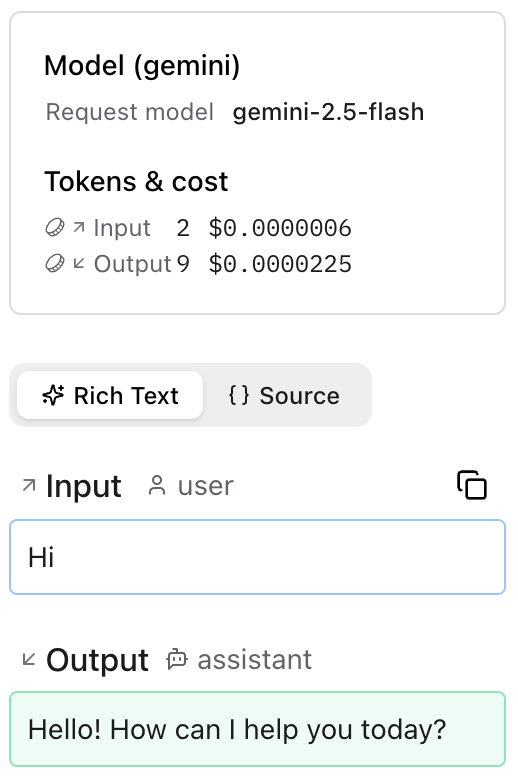 Model (gemini)
Request model gemini-2.5-flash
Tokens & cost
Input 2 $0.0000006
Output 9 $0.0000225
Rich Text {} Source
Input user
Hi
Output assistant
Hello! How can I help you today?